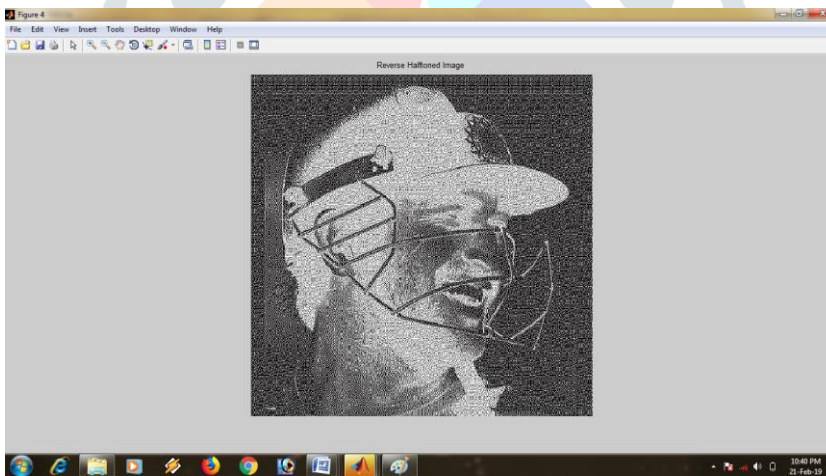 Figure 4
File Edit View Insert Tools Desktop Window Help
Reverse Halftoned Image
10:40 PM
21-Feb-19